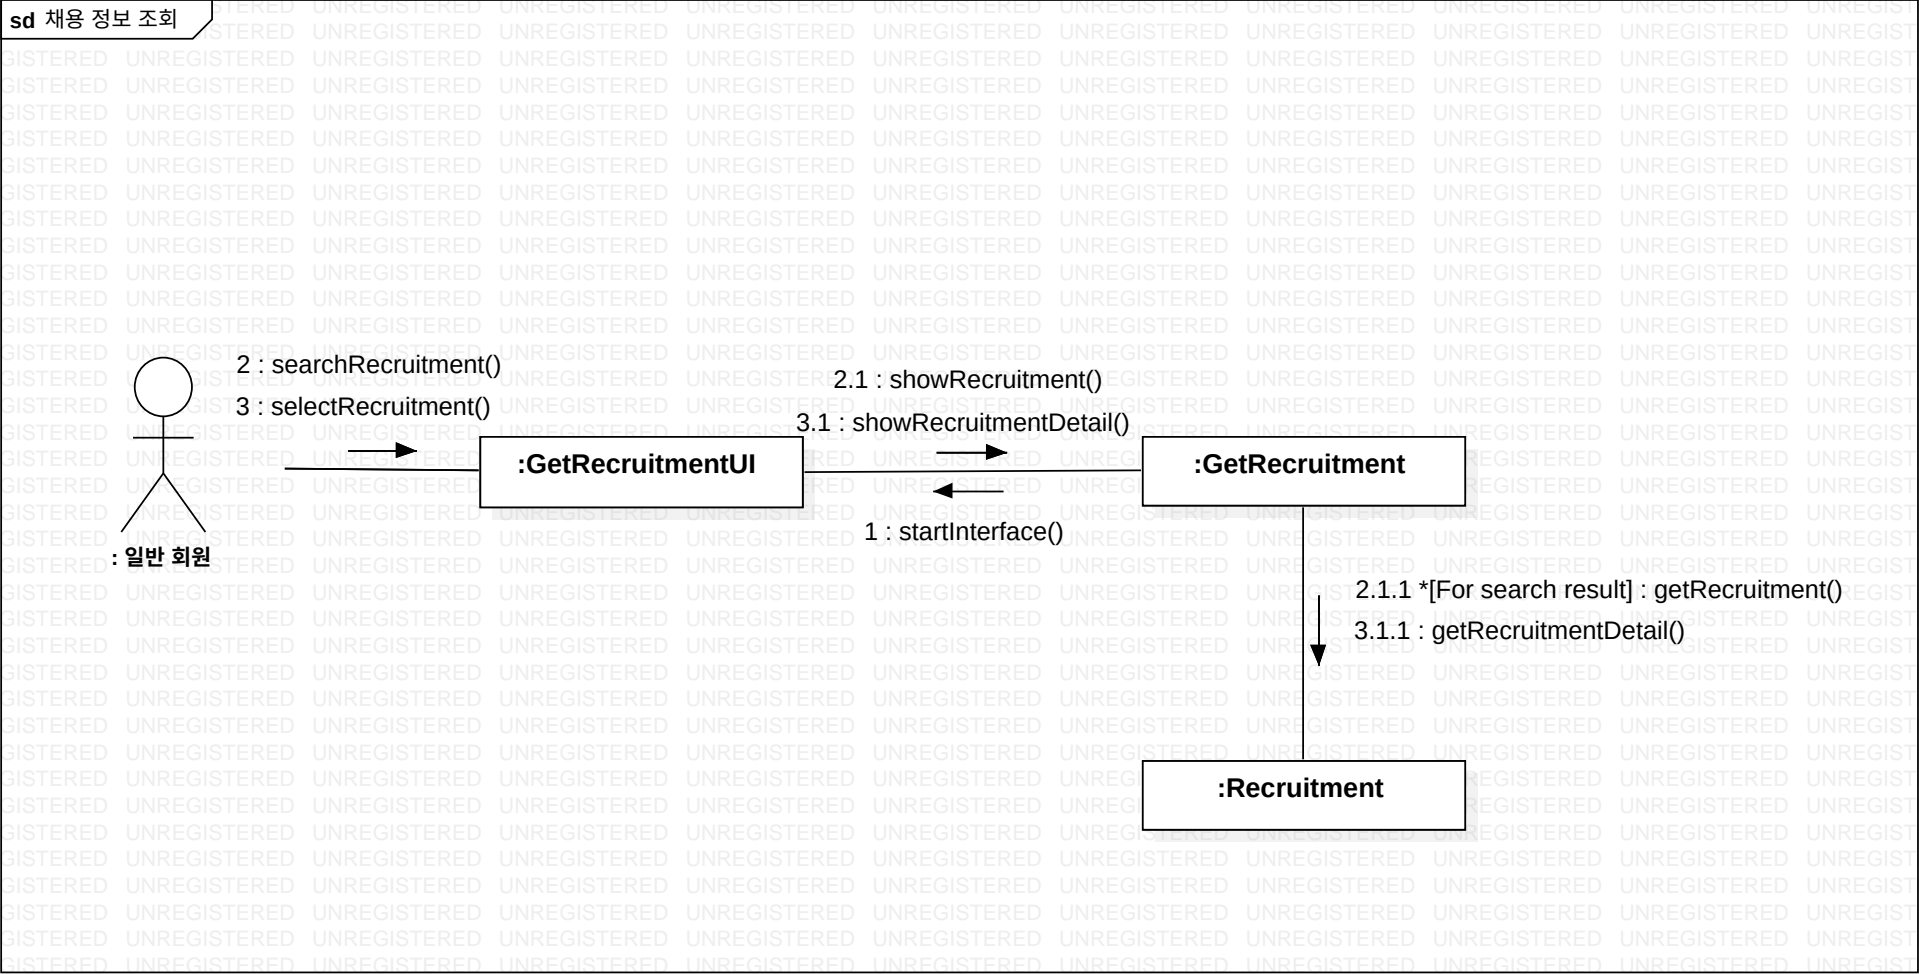 sd 채용 정보 조회
2 : searchRecruitment()
3 : selectRecruitment()
2.1 : showRecruitment()
3.1 : showRecruitmentDetail()
:GetRecruitmentUI
:GetRecruitment
1 : startInterface()
: 일반 회원
2.1.1 *[For search result] : getRecruitment()
3.1.1 : getRecruitmentDetail()
:Recruitment
UNREGISTERED